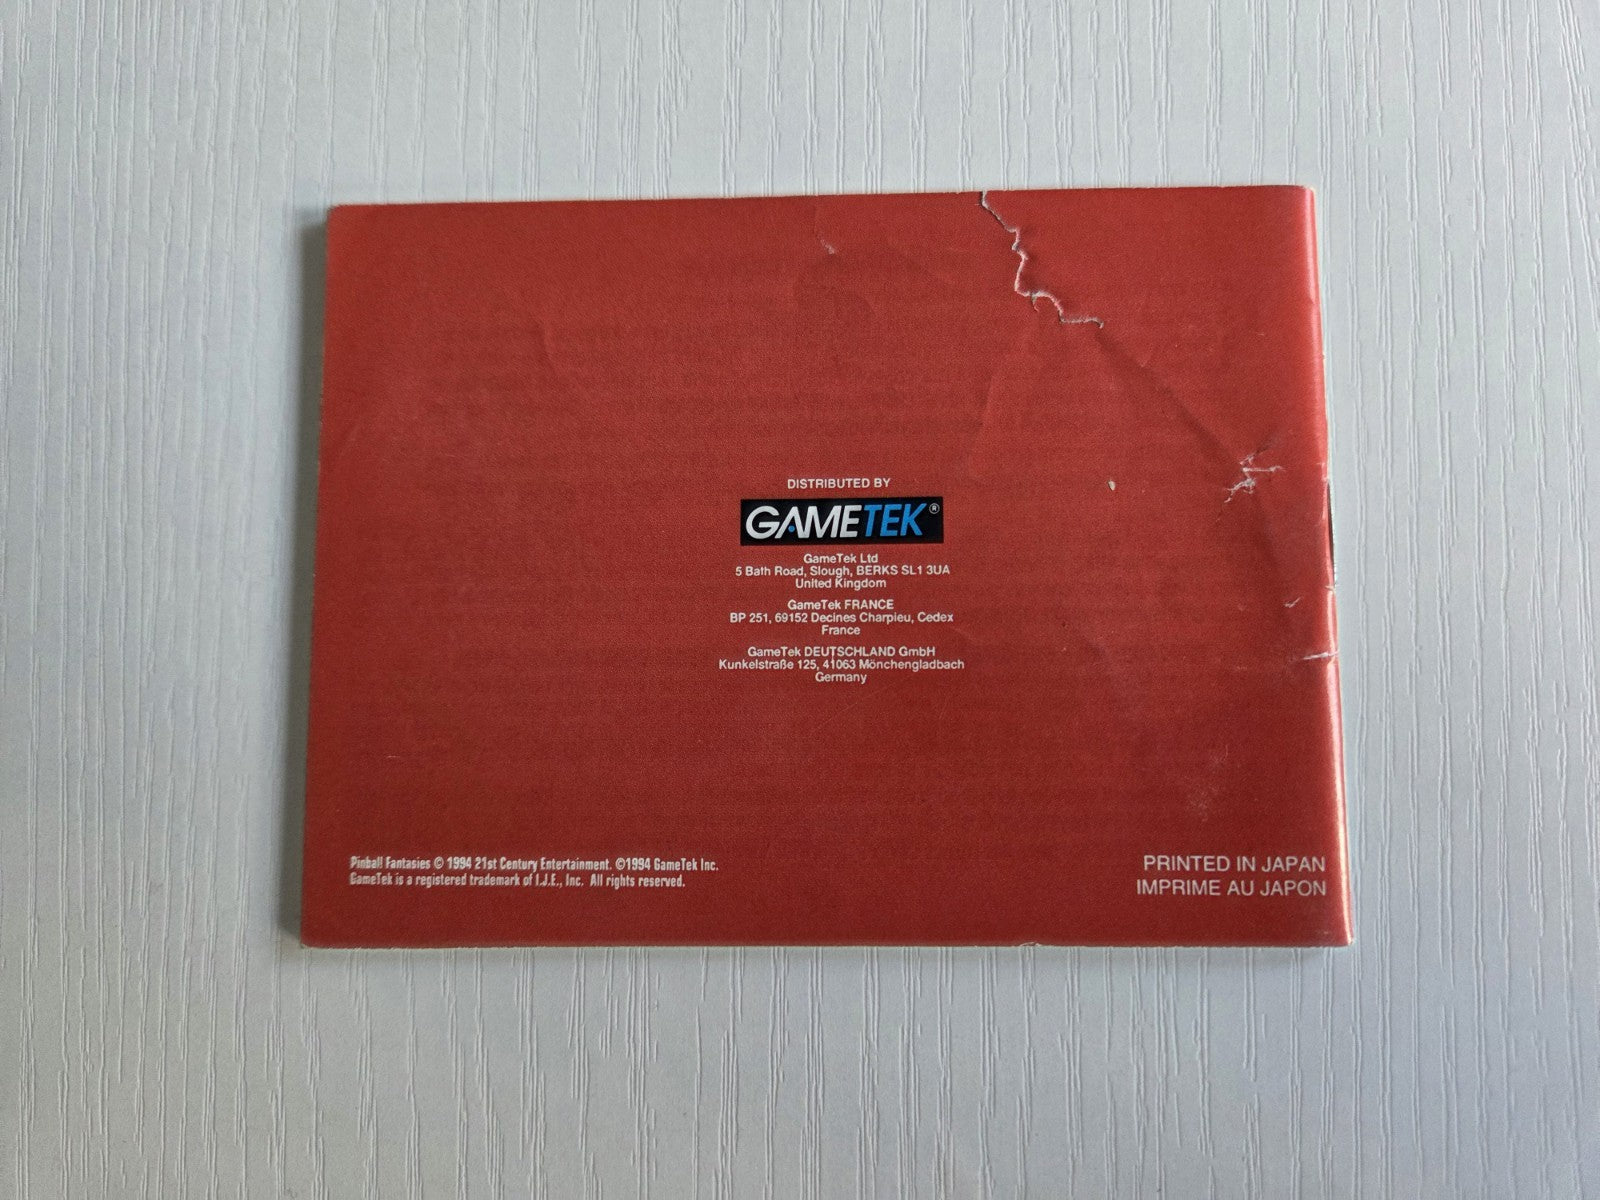 DISTRIBUTED BY
GAMETEK®
GameTek Ltd
5 Bath Road, Slough, BERKS SL1 3UA
United Kingdom
GameTek FRANCE
BP 251, 69152 Decines Charpieu, Cedex
France
GameTek DEUTSCHLAND GmbH
Kunkelstraße 125, 41063 Mönchengladbach
Germany
Pinball Fantasies © 1994 21st Century Entertainment. ©1994 GameTek Inc.
GameTek is a registered trademark of I.J.E., Inc. All rights reserved.
PRINTED IN JAPAN
IMPRIME AU JAPON